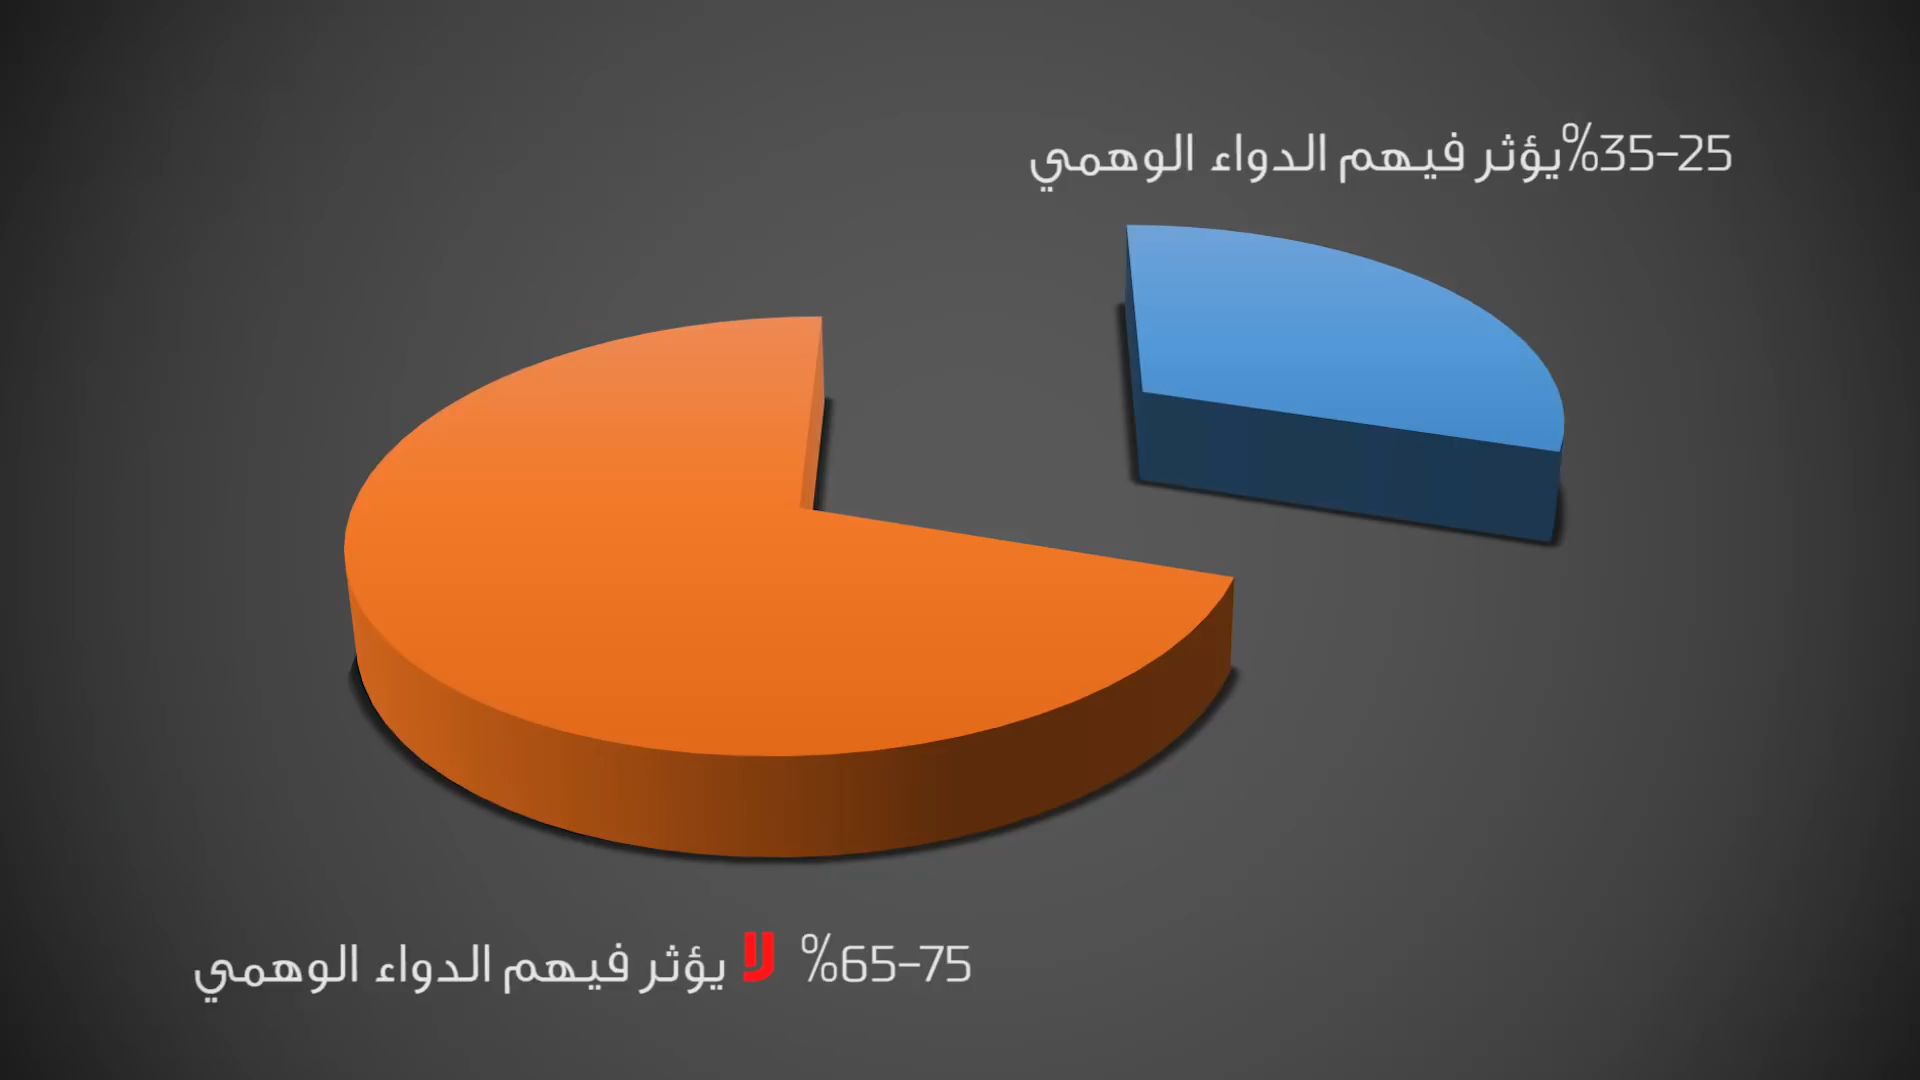 25–35%يؤثر فيهم الدواء الوهمي
75–65% لا يؤثر فيهم الدواء الوهمي